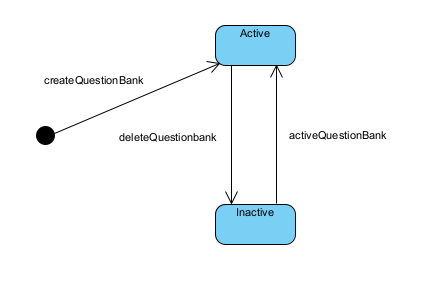 Active
createQuestionBank
deleteQuestionbank
activeQuestionBank
Inactive